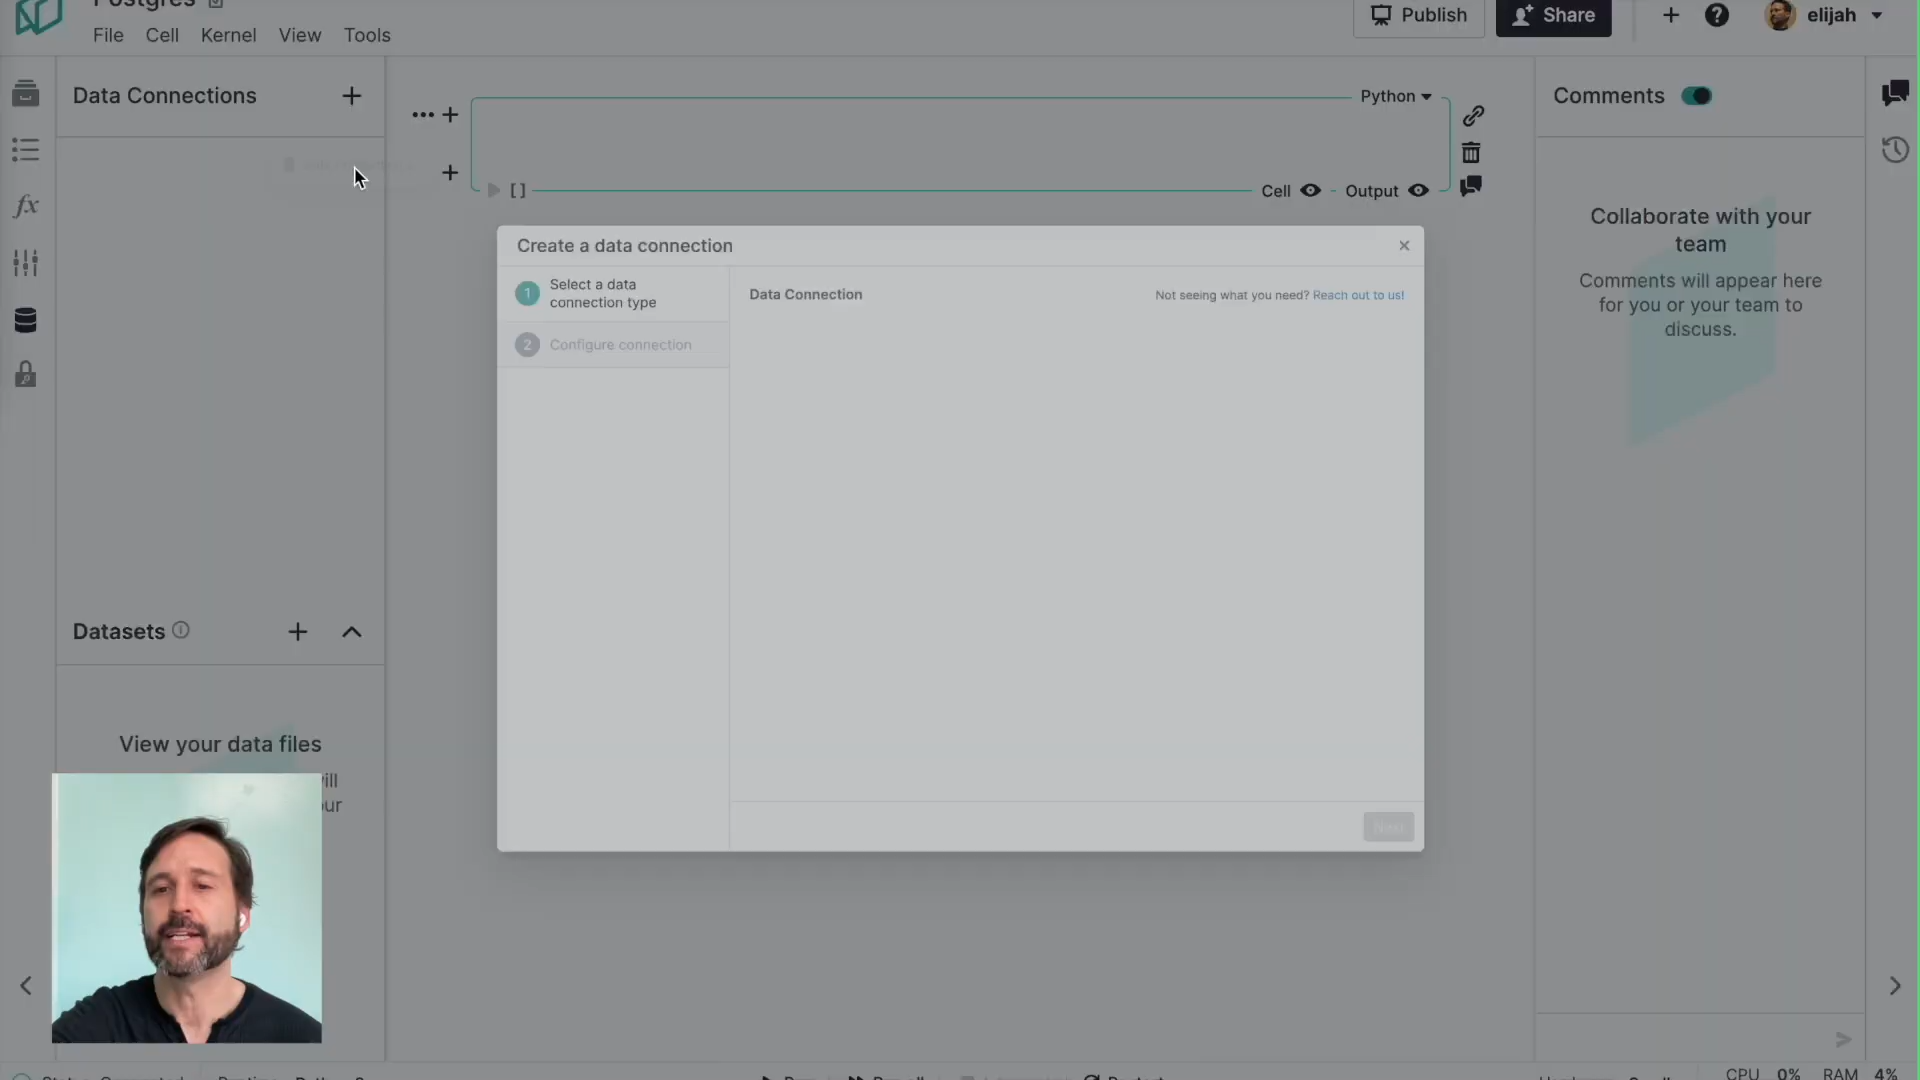 Postgres
File Cell Kernel View Tools
Publish
Share
elijah
Data Connections
Python
[ ]
Cell - Output
Comments
Collaborate with your
team
Comments will appear here
for you or your team to
discuss.
Create a data connection
1 Select a data
connection type
2 Configure connection
Data Connection
Not seeing what you need? Reach out to us!
Next
Datasets
View your data files
CPU 0% RAM 4%